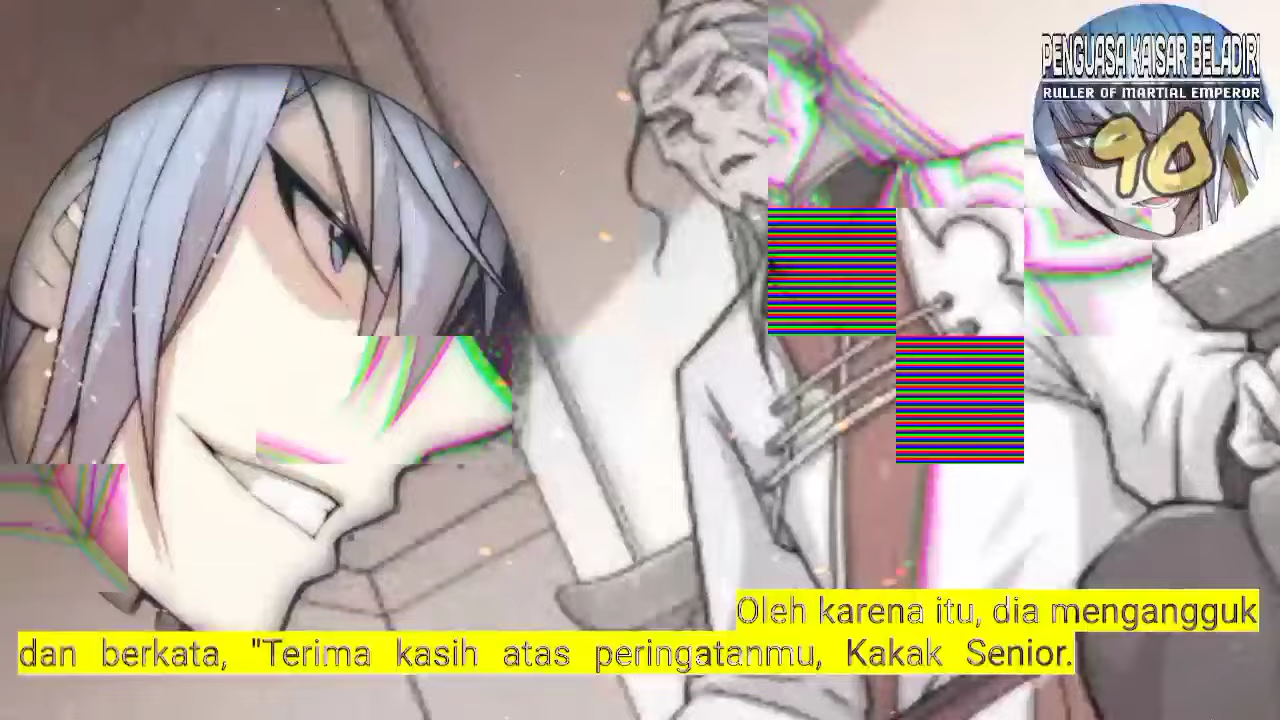 PENGUASA KAISAR BELADIRI
RULLER OF MARTIAL EMPEROR
90
Oleh karena itu, dia mengangguk
dan berkata, "Terima kasih atas peringatanmu, Kakak Senior.